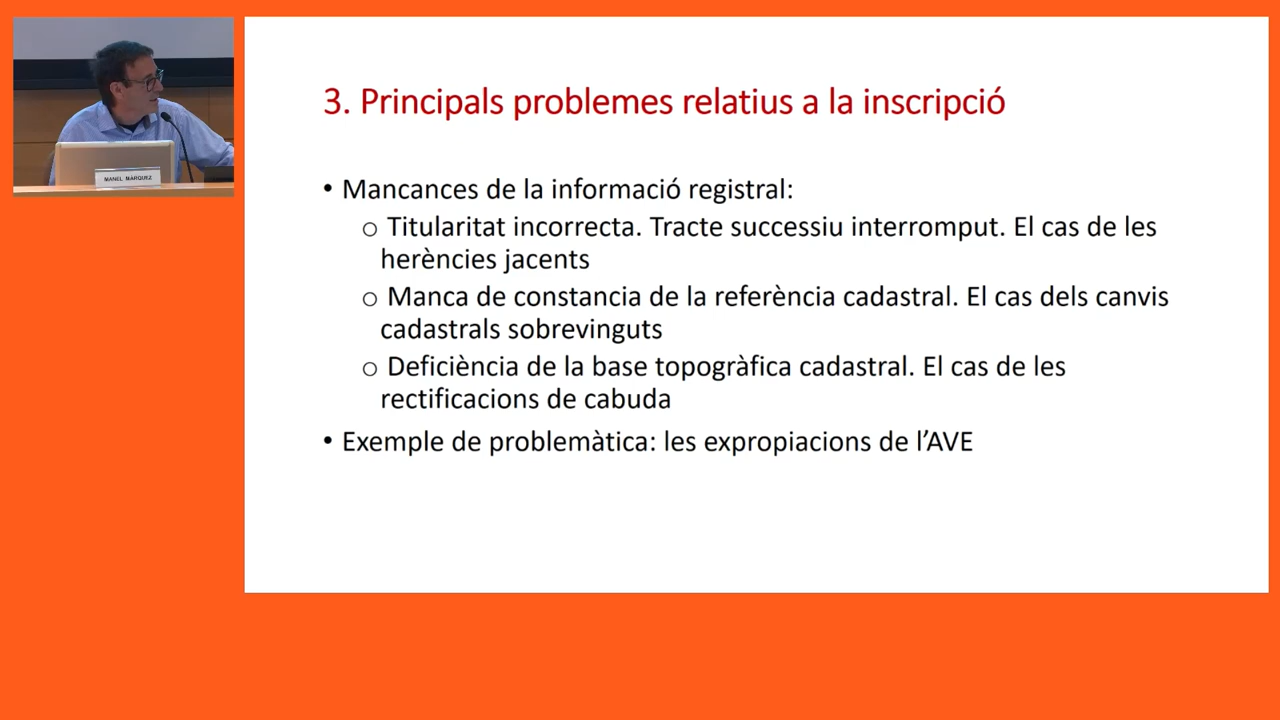 3. Principals problemes relatius a la inscripció
• Mancances de la informació registral:
o Titularitat incorrecta. Tracte successiu interromput. El cas de les
herències jacents
o Manca de constancia de la referència cadastral. El cas dels canvis
cadastrals sobrevinguts
o Deficiència de la base topogràfica cadastral. El cas de les
rectificacions de cabuda
• Exemple de problemàtica: les expropiacions de l’AVE
MANEL MÁRQUEZ